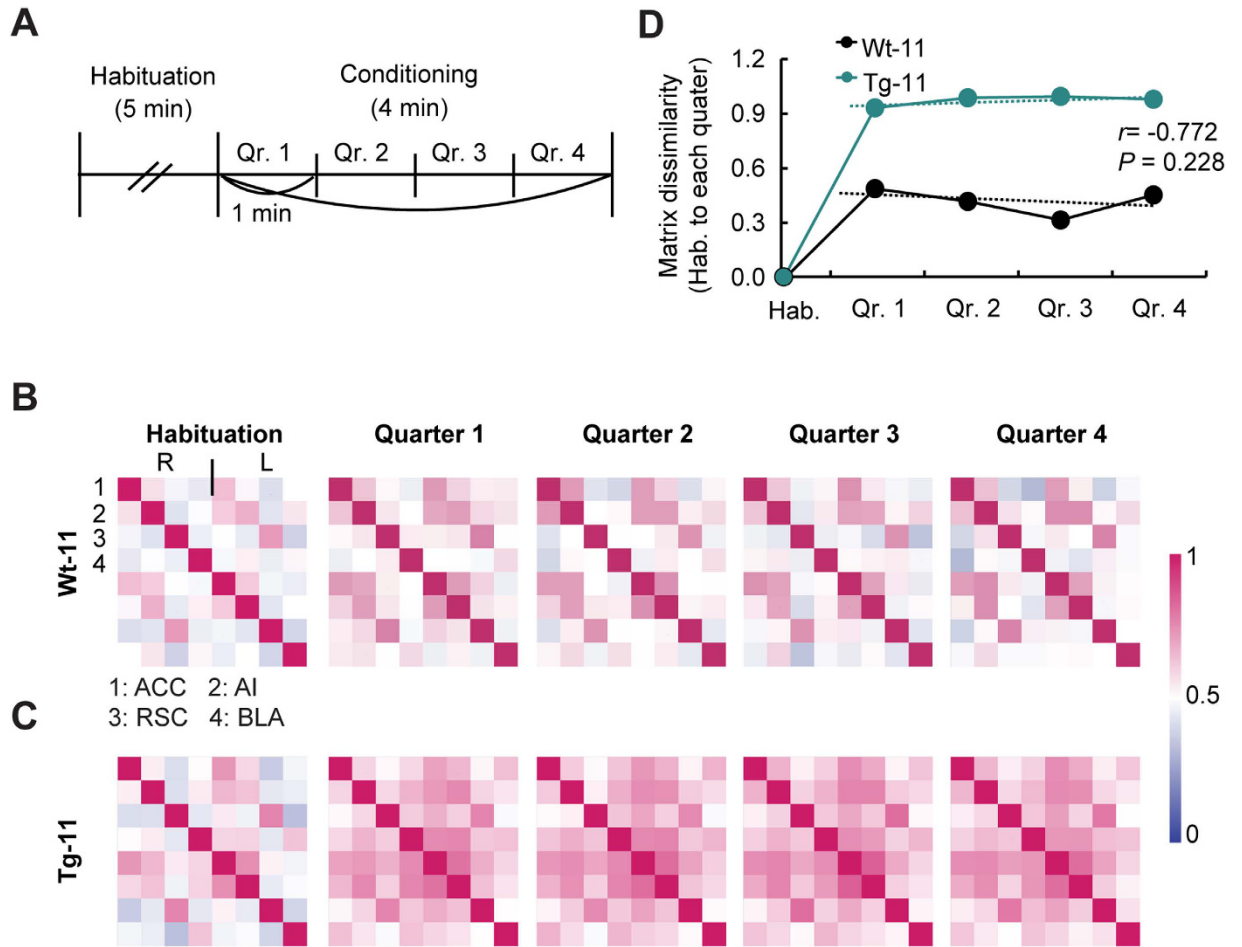 A
Habituation
(5 min)
Conditioning
(4 min)
Qr. 1 Qr. 2 Qr. 3 Qr. 4
1 min
D
Wt-11
Tg-11
Matrix dissimilarity
(Hab. to each quater)
1.2
0.9
0.6
0.3
0.0
r= -0.772
P = 0.228
Hab. Qr. 1 Qr. 2 Qr. 3 Qr. 4
B
Habituation Quarter 1 Quarter 2 Quarter 3 Quarter 4
R L
1
2
3
4
Wt-11
1: ACC 2: AI
3: RSC 4: BLA
1
0.5
0
C
Tg-11